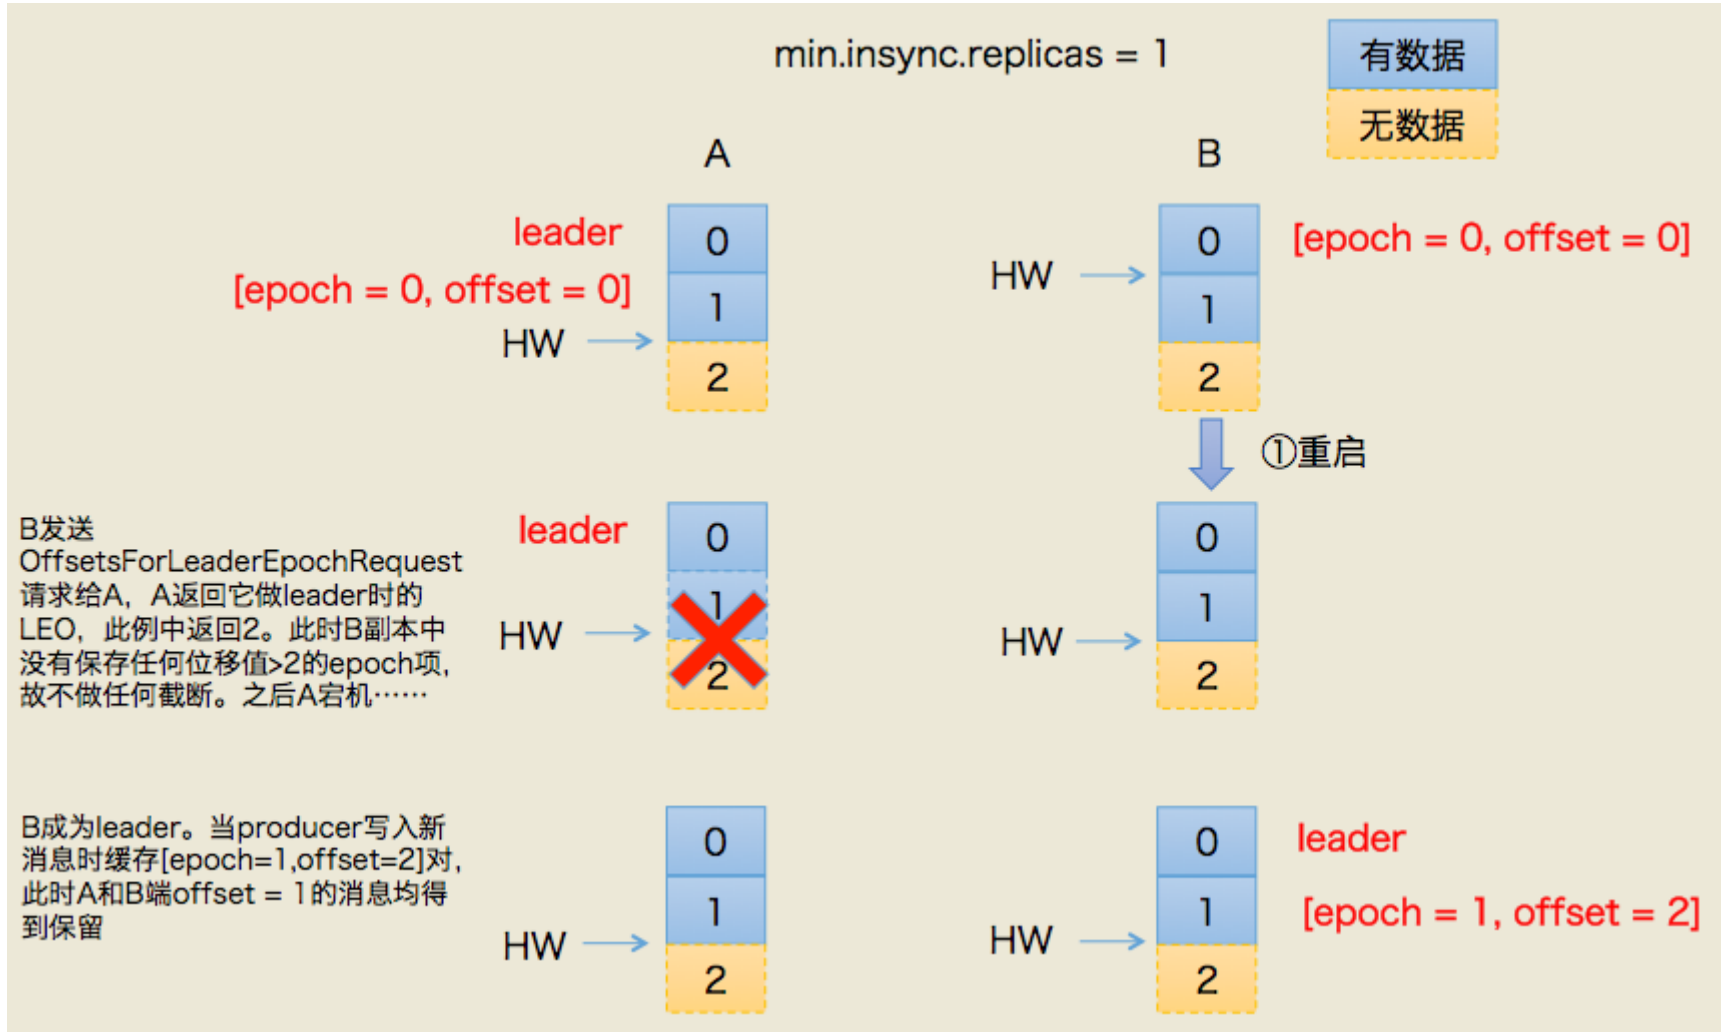 min.insync.replicas = 1
有数据
无数据
A
B
leader
[epoch = 0, offset = 0]
HW
0
1
2
HW
0
1
2
[epoch = 0, offset = 0]
①重启
B发送
OffsetsForLeaderEpochRequest
请求给A，A返回它做leader时的
LEO，此例中返回2。此时B副本中
没有保存任何位移值>2的epoch项,
故不做任何截断。之后A宕机……
leader
HW
0
1
2
HW
0
1
2
B成为leader。当producer写入新
消息时缓存[epoch=1,offset=2]对,
此时A和B端offset = 1的消息均得
到保留
HW
0
1
2
HW
0
1
2
leader
[epoch = 1, offset = 2]